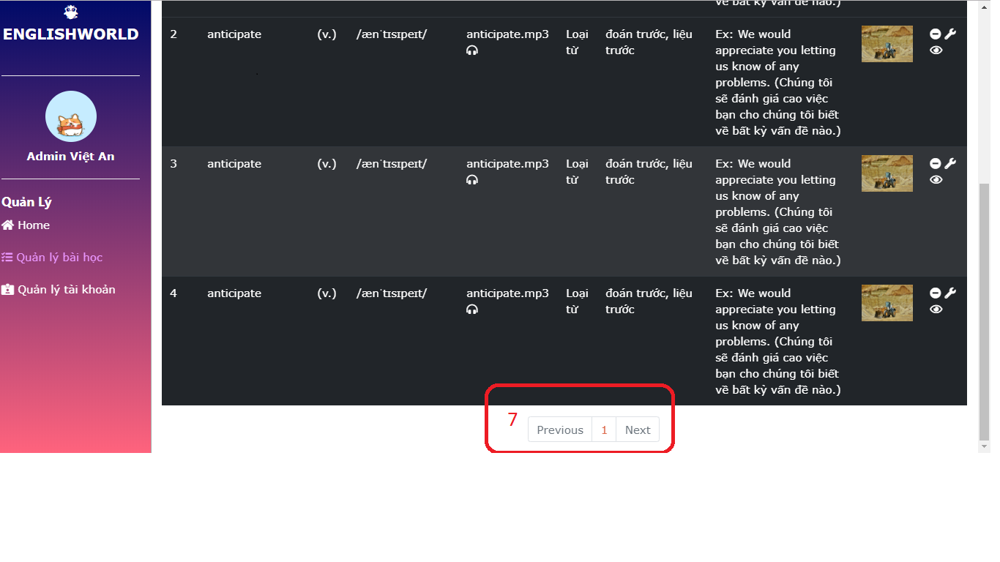 về bất kỳ vấn đề nào.)
ENGLISHWORLD
Admin Việt An
Quản Lý
Home
Quản lý bài học
Quản lý tài khoản
2 anticipate (v.) /ænˈtɪsɪpeɪt/ anticipate.mp3 Loại đoán trước, liệu Ex: We would
từ trước appreciate you letting
us know of any
problems. (Chúng tôi
sẽ đánh giá cao việc
bạn cho chúng tôi biết
về bất kỳ vấn đề nào.)
3 anticipate (v.) /ænˈtɪsɪpeɪt/ anticipate.mp3 Loại đoán trước, liệu Ex: We would
từ trước appreciate you letting
us know of any
problems. (Chúng tôi
sẽ đánh giá cao việc
bạn cho chúng tôi biết
về bất kỳ vấn đề nào.)
4 anticipate (v.) /ænˈtɪsɪpeɪt/ anticipate.mp3 Loại đoán trước, liệu Ex: We would
từ trước appreciate you letting
us know of any
problems. (Chúng tôi
sẽ đánh giá cao việc
bạn cho chúng tôi biết
về bất kỳ vấn đề nào.)
7
Previous 1 Next